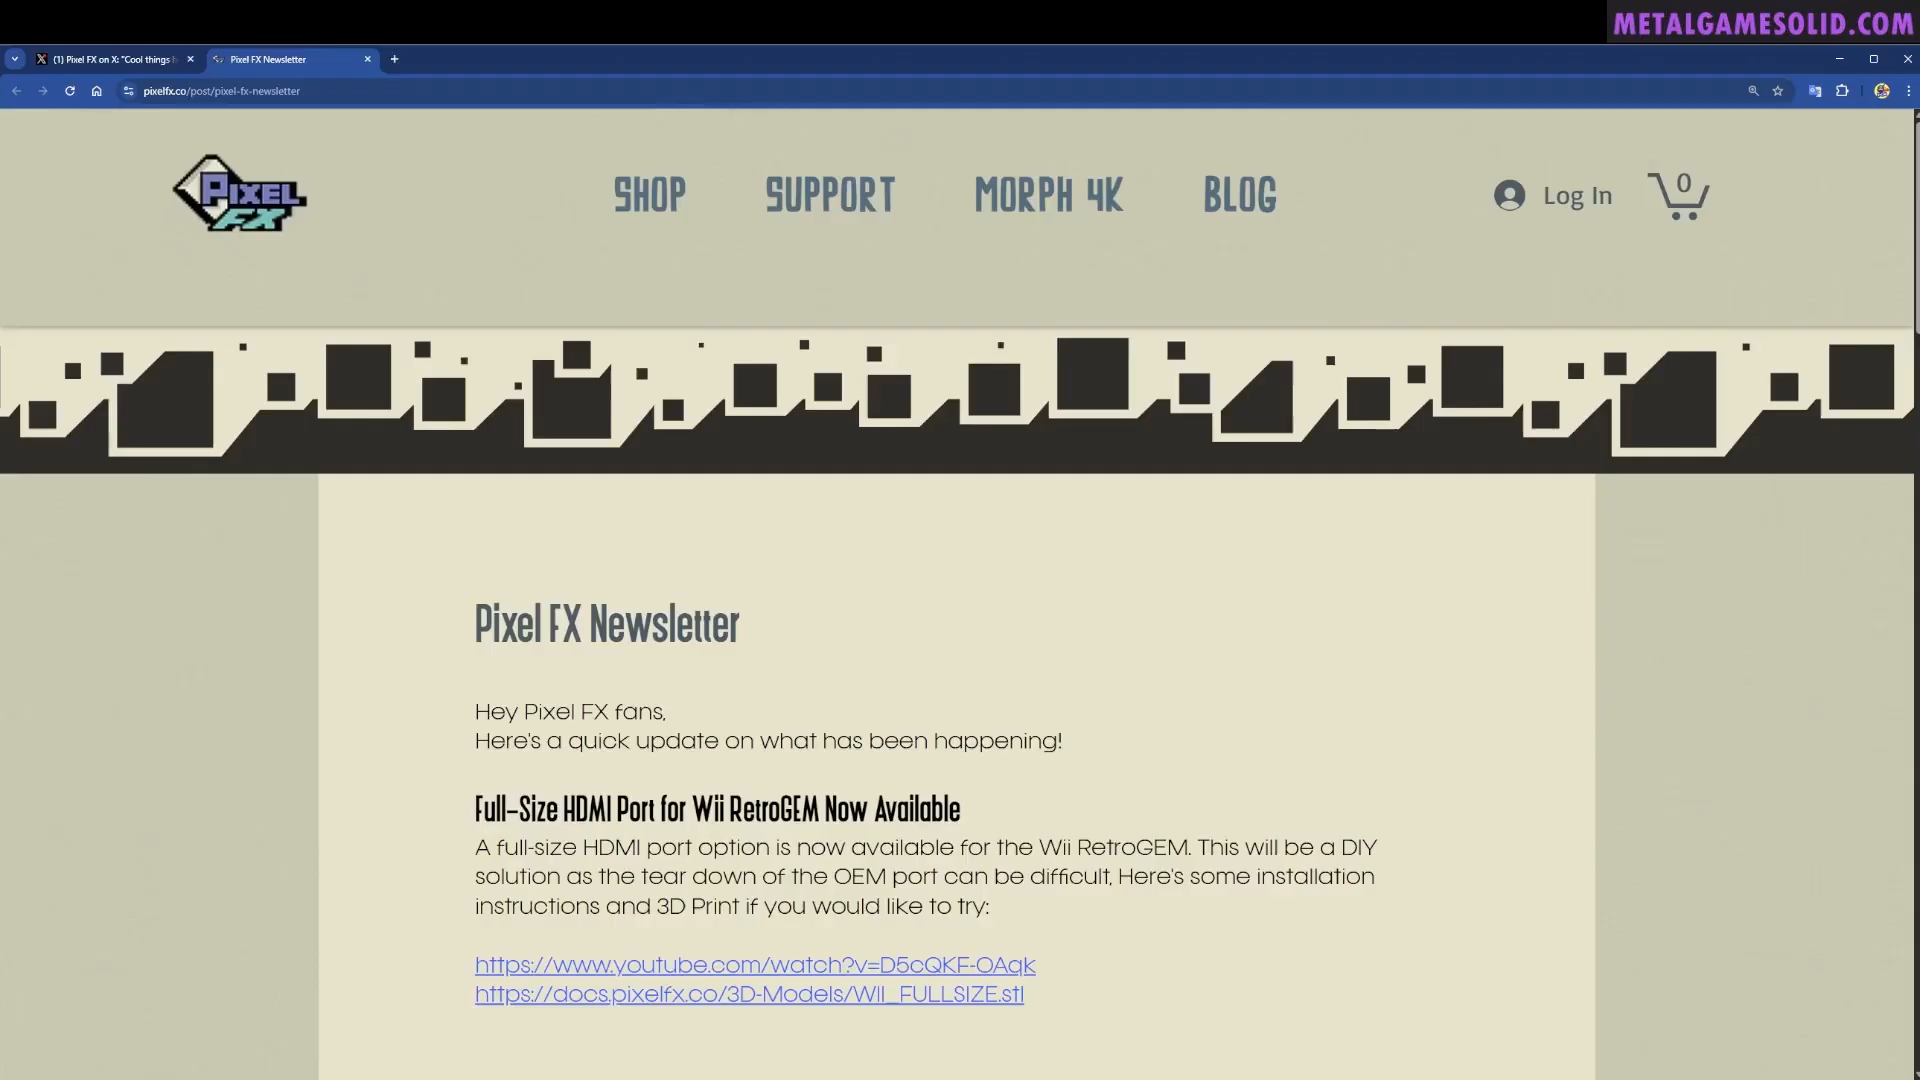 METALGAMESOLID.COM
(1) Pixel FX on X: "Cool things
Pixel FX Newsletter
pixelfx.co/post/pixel-fx-newsletter
PIXEL
FX
SHOP
SUPPORT
MORPH 4K
BLOG
Log In
0
Pixel FX Newsletter
Hey Pixel FX fans,
Here's a quick update on what has been happening!
Full-Size HDMI Port for Wii RetroGEM Now Available
A full-size HDMI port option is now available for the Wii RetroGEM. This will be a DIY
solution as the tear down of the OEM port can be difficult, Here's some installation
instructions and 3D Print if you would like to try:
https://www.youtube.com/watch?v=D5cQKF-OAqk
https://docs.pixelfx.co/3D-Models/WII_FULLSIZE.stl